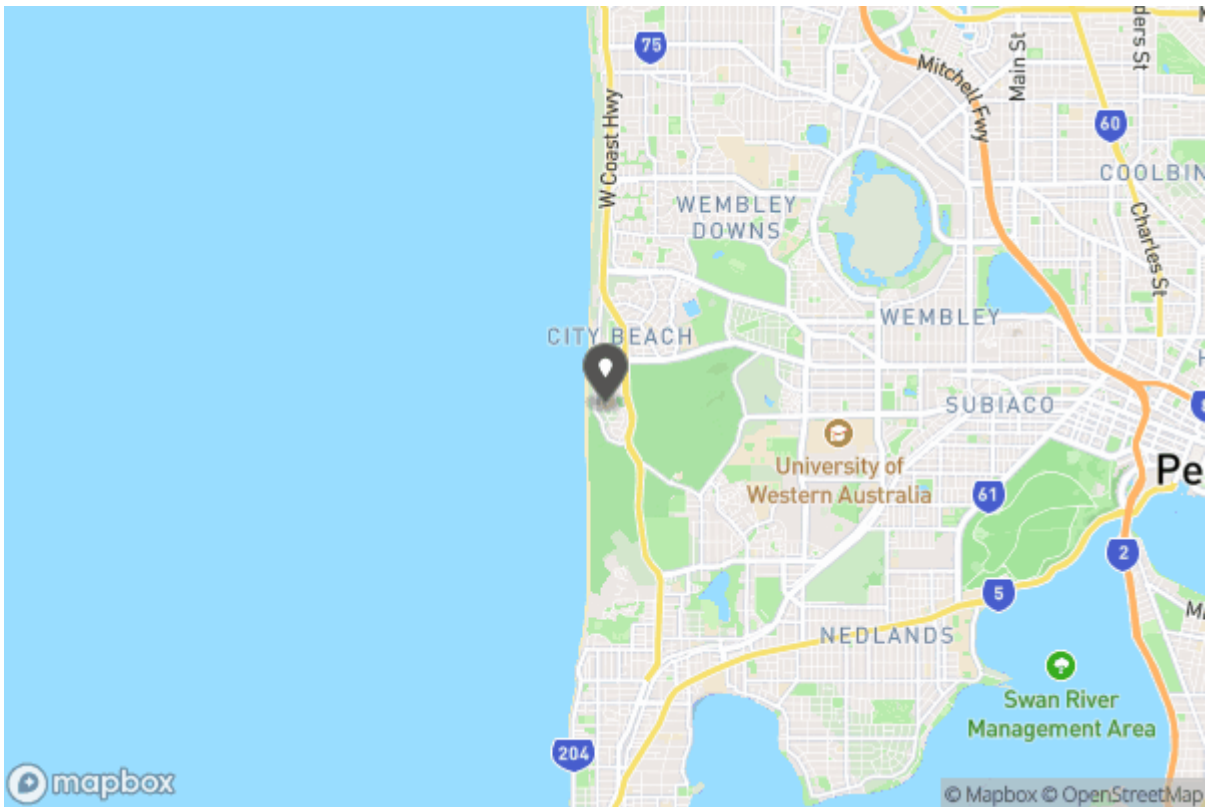 75
W Coast Hwy
Mitchell Fwy
Main St
ders St
60
COOLBIN
Charles St
WEMBLEY
DOWNS
WEMBLEY
CITY BEACH
SUBIACO
University of
Western Australia
61
Pe
2
5
NEDLANDS
Swan River
Management Area
204
mapbox
© Mapbox © OpenStreetMap